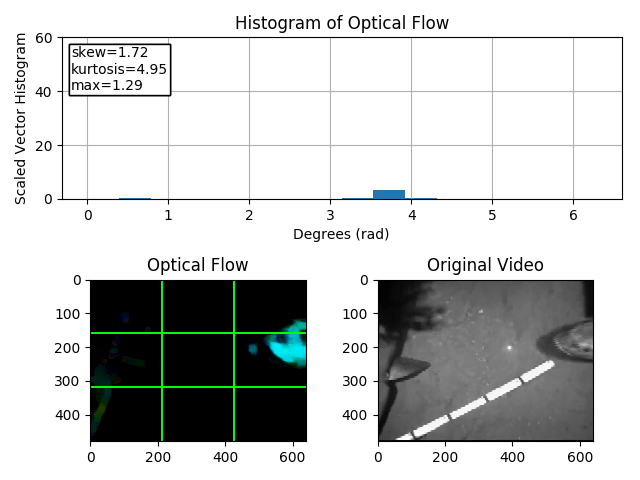 Histogram of Optical Flow
Scaled Vector Histogram
60
40
20
0
skew=1.72
kurtosis=4.95
max=1.29
0 1 2 3 4 5 6
Degrees (rad)
Optical Flow
0
100
200
300
400
0 200 400 600
Original Video
0
100
200
300
400
0 200 400 600